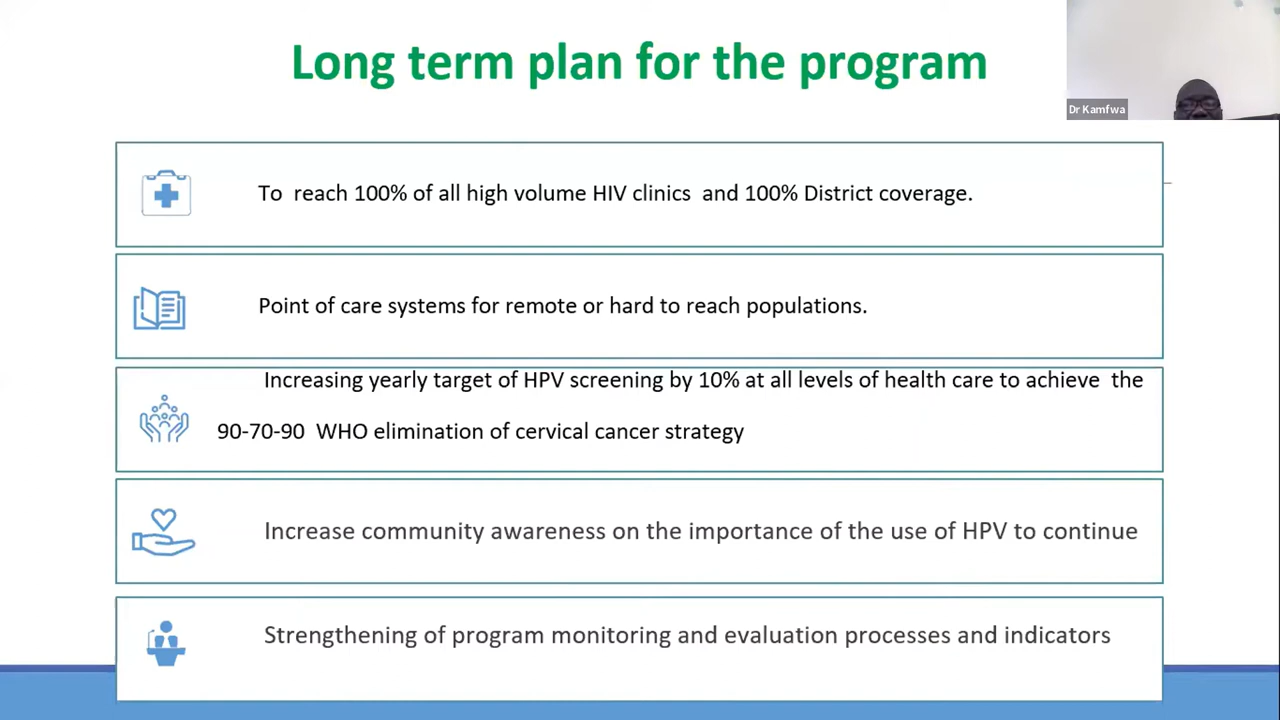 Long term plan for the program
Dr Kamfwa
To reach 100% of all high volume HIV clinics and 100% District coverage.
Point of care systems for remote or hard to reach populations.
Increasing yearly target of HPV screening by 10% at all levels of health care to achieve the
90-70-90 WHO elimination of cervical cancer strategy
Increase community awareness on the importance of the use of HPV to continue
Strengthening of program monitoring and evaluation processes and indicators